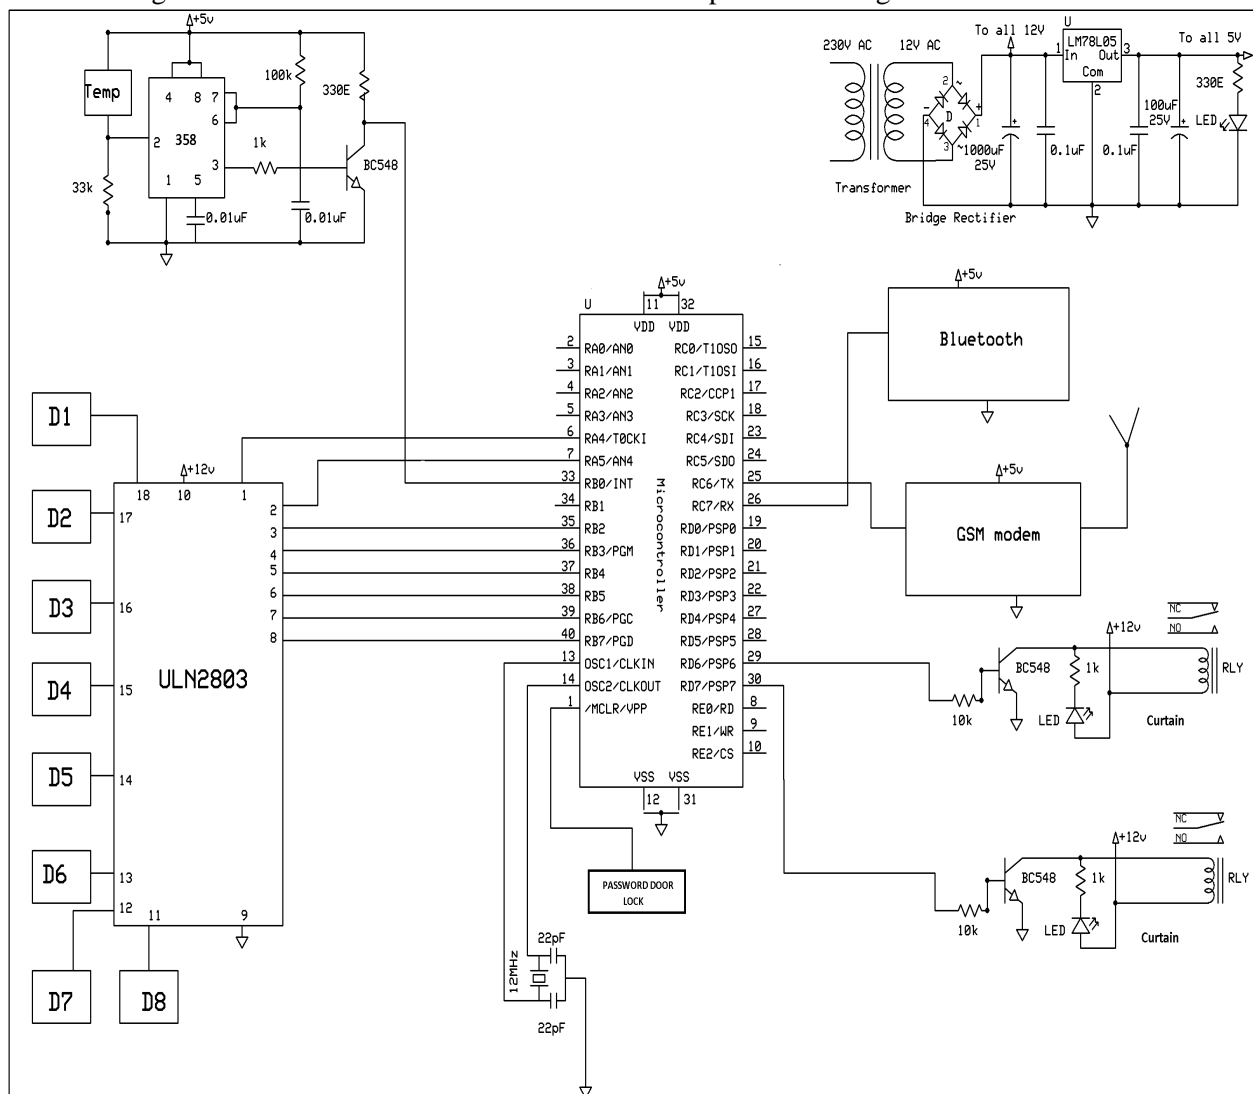 +5v
Temp
4 8 7
6
2 358
3
1 5
33k
100k
330E
1k
BC548
0.01uF
0.01uF
230V AC 12V AC
To all 12V
U
LM78L05
1 In Out 3
Com
2
To all 5V
330E
LED
100uF
25V
2
~
-
4
D
+
1
3
~
1000uF
25V
0.1uF
0.1uF
Transformer
Bridge Rectifier
+5v
Bluetooth
+5v
GSM modem
U
+5v
11 32
VDD VDD
2 RA0/AN0 RC0/T1OSO 15
3 RA1/AN1 RC1/T1OSI 16
4 RA2/AN2 RC2/CCP1 17
5 RA3/AN3 RC3/SCK 18
6 RA4/T0CKI RC4/SDI 23
7 RA5/AN4 RC5/SDO 24
33 RB0/INT RC6/TX 25
34 RB1 RC7/RX 26
35 RB2 RD0/PSP0 19
36 RB3/PGM RD1/PSP1 20
37 RB4 RD2/PSP2 21
38 RB5 RD3/PSP3 22
39 RB6/PGC RD4/PSP4 27
40 RB7/PGD RD5/PSP5 28
13 OSC1/CLKIN RD6/PSP6 29
14 OSC2/CLKOUT RD7/PSP7 30
1 /MCLR/VPP RE0/RD 8
RE1/WR 9
RE2/CS 10
Microcontroller
VSS VSS
12 31
PASSWORD DOOR
LOCK
22pF
12MHz
22pF
D1
D2
D3
D4
D5
D6
D7
D8
+12v
18 10 1
17 2
3
4
5
16 6
7
8
ULN2803
15
14
13
12
11 9
NC
NO
+12v
BC548
1k
RLY
10k
LED
Curtain
NC
NO
+12v
BC548
1k
RLY
10k
LED
Curtain